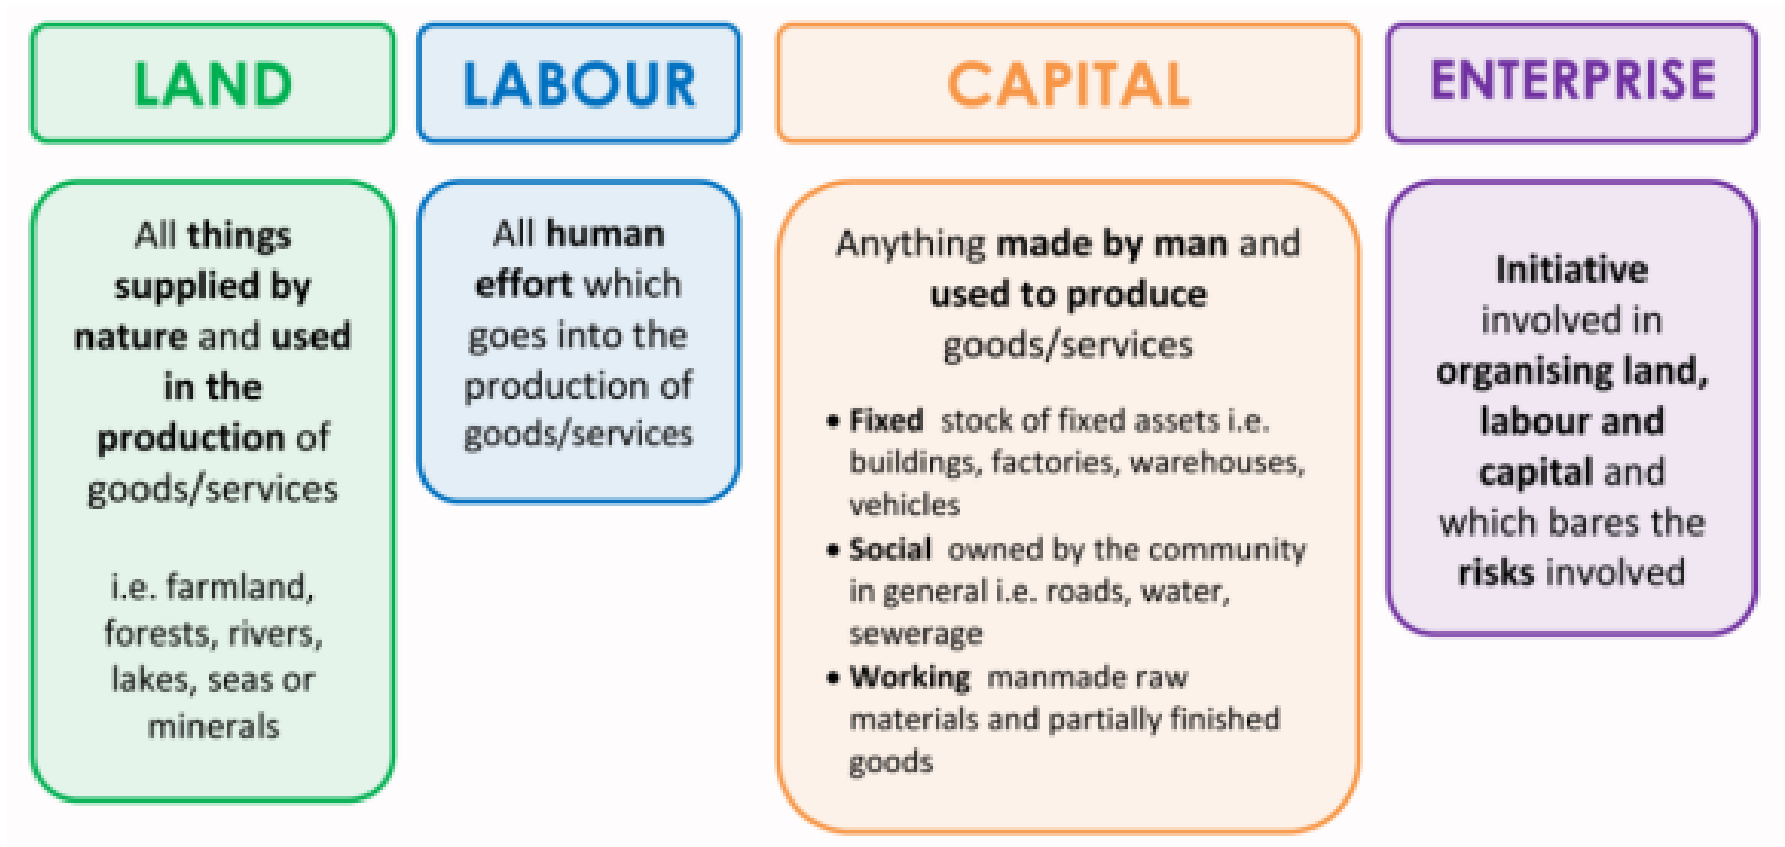 LAND
All things
supplied by
nature and used
in the
production of
goods/services
i.e. farmland,
forests, rivers,
lakes, seas or
minerals
LABOUR
All human
effort which
goes into the
production of
goods/services
CAPITAL
Anything made by man and
used to produce
goods/services
• Fixed stock of fixed assets i.e.
buildings, factories, warehouses,
vehicles
• Social owned by the community
in general i.e. roads, water,
sewerage
• Working manmade raw
materials and partially finished
goods
ENTERPRISE
Initiative
involved in
organising land,
labour and
capital and
which bares the
risks involved